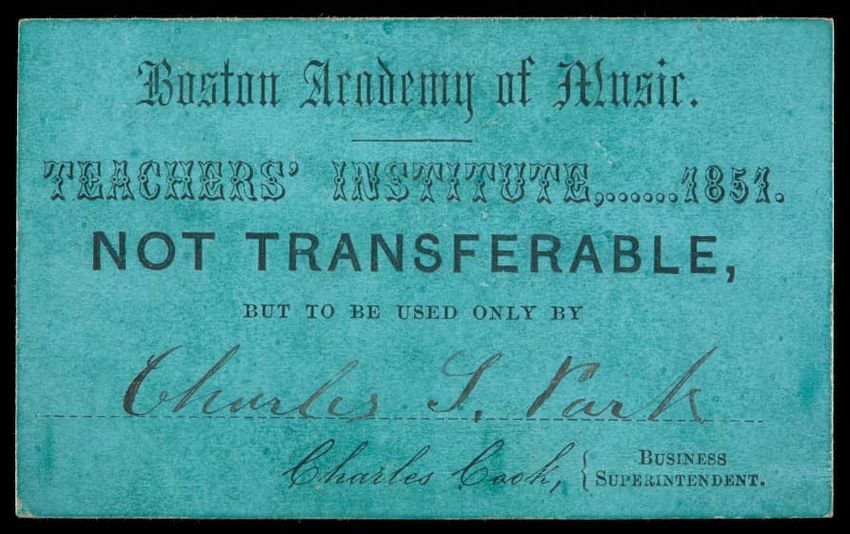 Boston Academy of Music.
TEACHERS' INSTITUTE,......1851.
NOT TRANSFERABLE,
BUT TO BE USED ONLY BY
Charles S. Park
Charles Cook, { BUSINESS
SUPERINTENDENT.